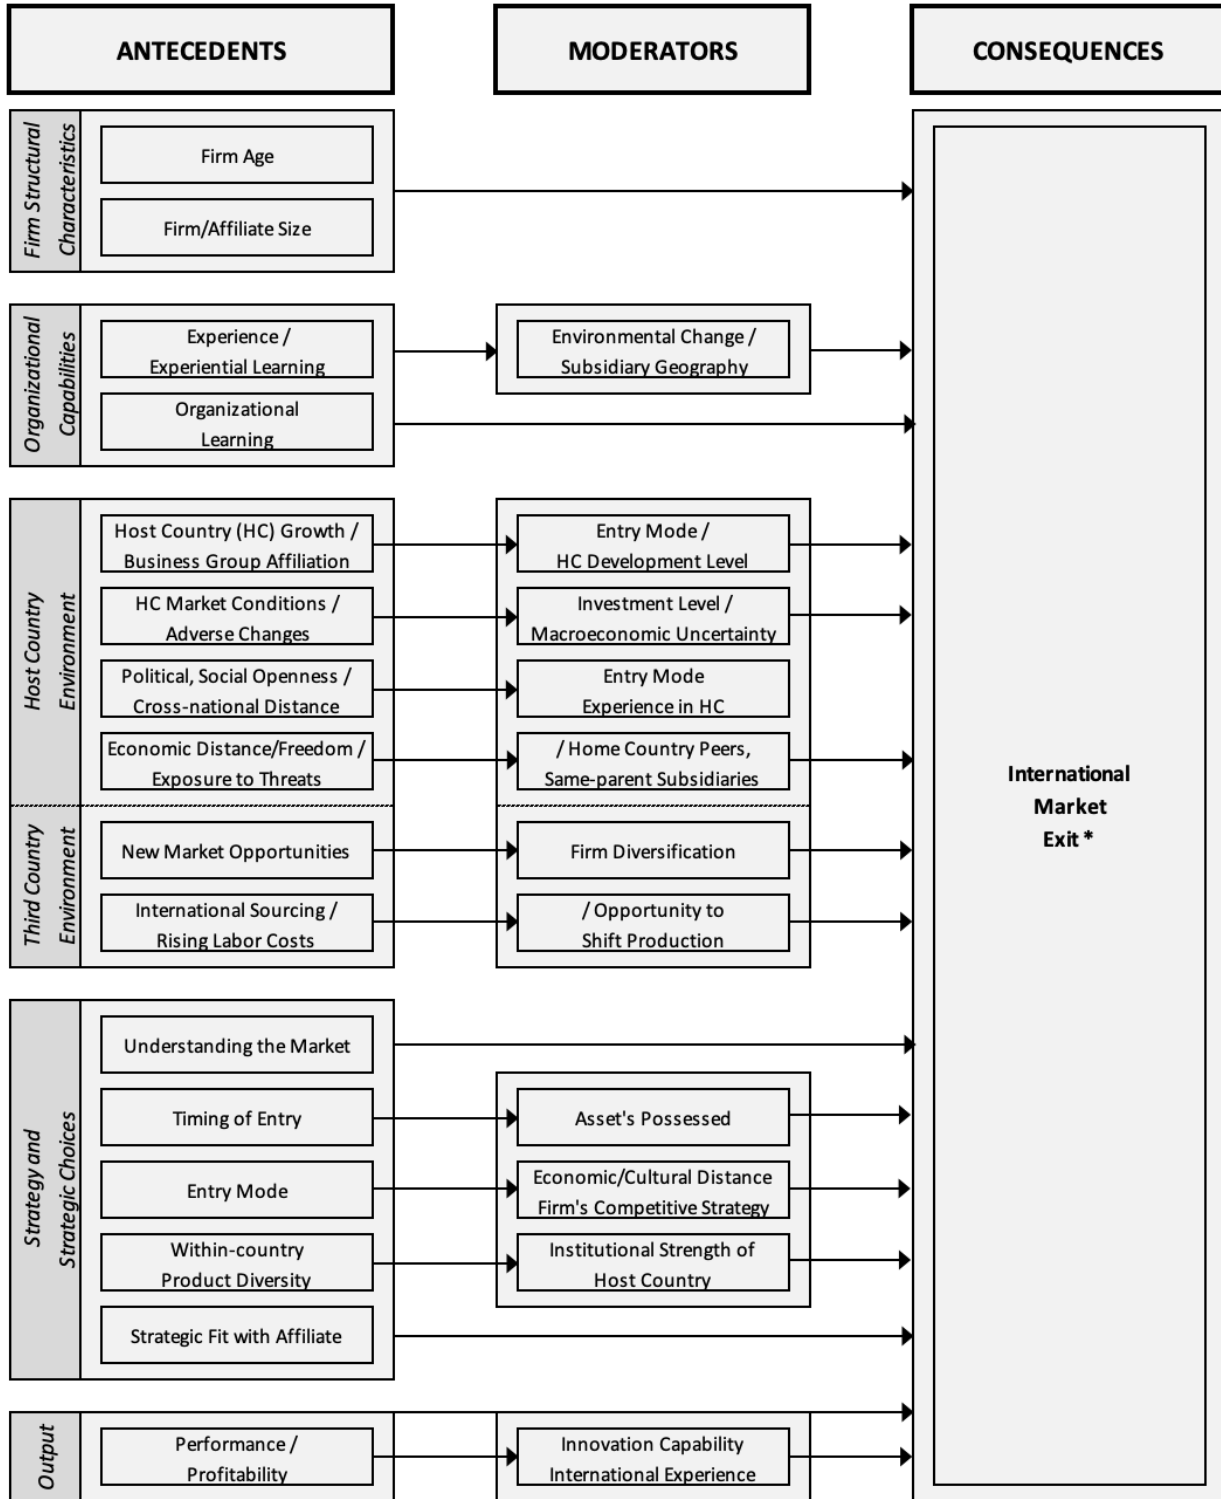 ANTECEDENTS
MODERATORS
CONSEQUENCES
Firm Structural
Characteristics
Firm Age
Firm/Affiliate Size
Organizational
Capabilities
Experience /
Experiential Learning
Environmental Change /
Subsidiary Geography
Organizational
Learning
Host Country
Environment
Host Country (HC) Growth /
Business Group Affiliation
Entry Mode /
HC Development Level
HC Market Conditions /
Adverse Changes
Investment Level /
Macroeconomic Uncertainty
Political, Social Openness /
Cross-national Distance
Entry Mode
Experience in HC
Economic Distance/Freedom /
Exposure to Threats
/ Home Country Peers,
Same-parent Subsidiaries
Third Country
Environment
New Market Opportunities
Firm Diversification
International Sourcing /
Rising Labor Costs
/ Opportunity to
Shift Production
Strategy and
Strategic Choices
Understanding the Market
Timing of Entry
Asset's Possessed
Entry Mode
Economic/Cultural Distance
Firm's Competitive Strategy
Within-country
Product Diversity
Institutional Strength of
Host Country
Strategic Fit with Affiliate
Output
Performance /
Profitability
Innovation Capability
International Experience
International
Market
Exit *